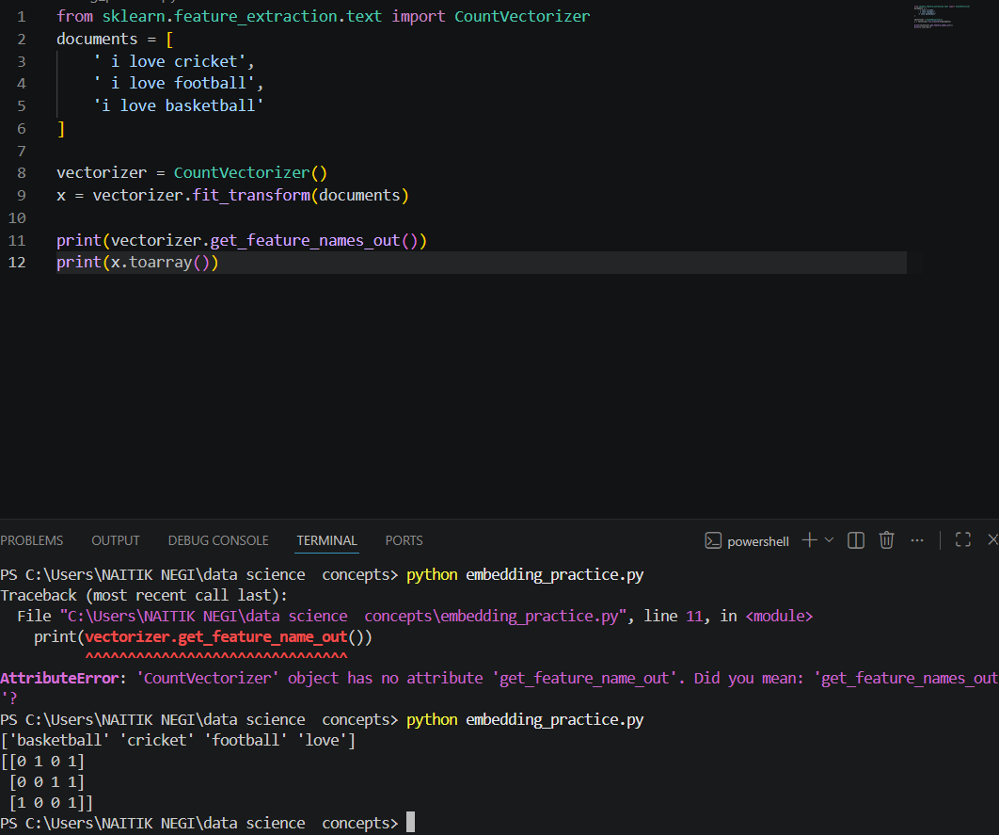 1 from sklearn.feature_extraction.text import CountVectorizer
2 documents = [
3     ' i love cricket',
4     ' i love football',
5     'i love basketball'
6 ]
7
8 vectorizer = CountVectorizer()
9 x = vectorizer.fit_transform(documents)
10
11 print(vectorizer.get_feature_names_out())
12 print(x.toarray())
PROBLEMS OUTPUT DEBUG CONSOLE TERMINAL PORTS powershell
PS C:\Users\NAITIK NEGI\data science  concepts> python embedding_practice.py
Traceback (most recent call last):
  File "C:\Users\NAITIK NEGI\data science  concepts\embedding_practice.py", line 11, in <module>
    print(vectorizer.get_feature_name_out())
          ^^^^^^^^^^^^^^^^^^^^^^^^^^^^^^^
AttributeError: 'CountVectorizer' object has no attribute 'get_feature_name_out'. Did you mean: 'get_feature_names_out
'?
PS C:\Users\NAITIK NEGI\data science  concepts> python embedding_practice.py
['basketball' 'cricket' 'football' 'love']
[[0 1 0 1]
 [0 0 1 1]
 [1 0 0 1]]
PS C:\Users\NAITIK NEGI\data science  concepts>